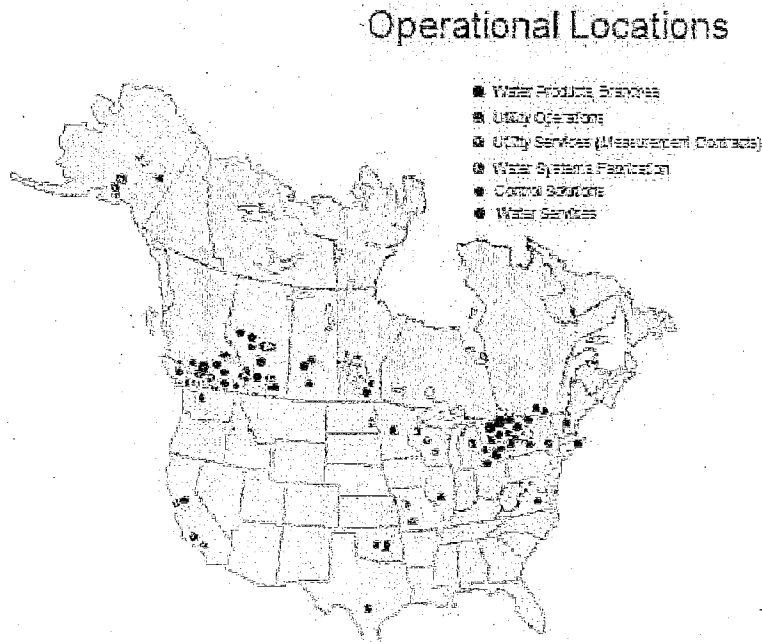 Operational Locations
Water Products Branches
Utility Operations
Utility Services (Measurement Contracts)
Water Systems Fabrication
Control Solutions
Water Services